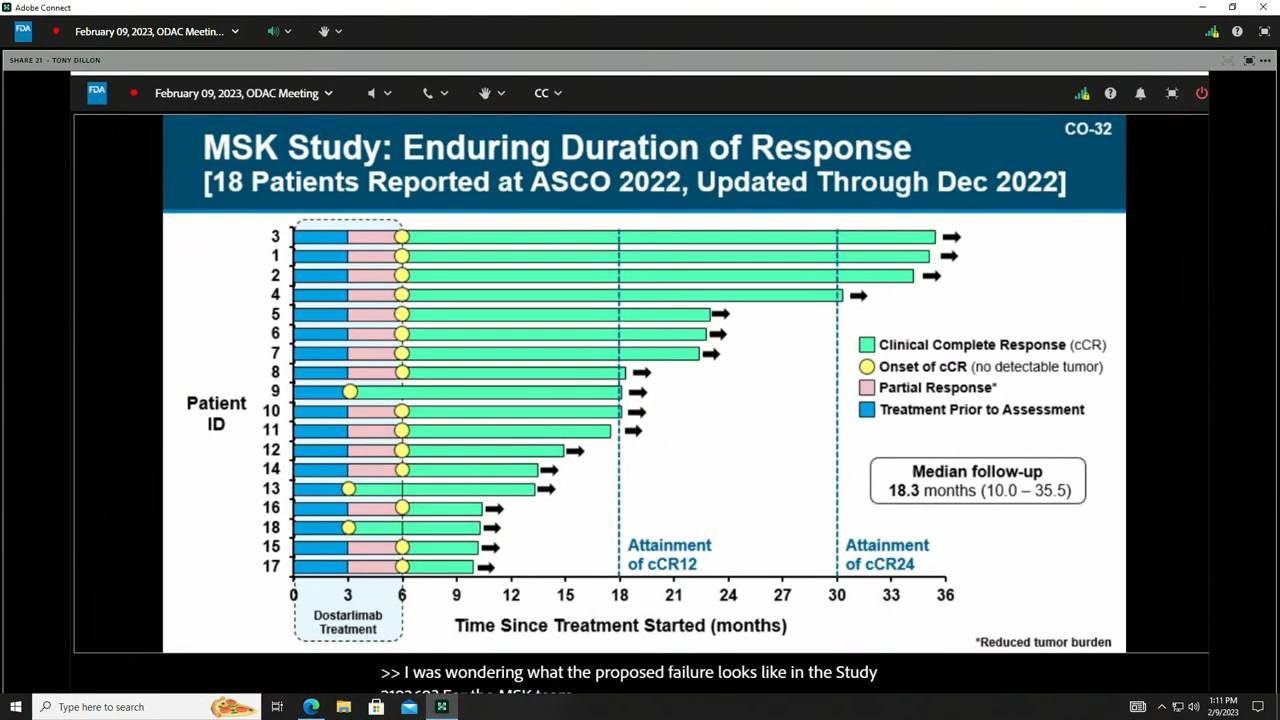 Adobe Connect
FDA
February 09, 2023, ODAC Meetin...
SHARE 21 - TONY DILLON
FDA
February 09, 2023, ODAC Meeting
CC
CO-32
MSK Study: Enduring Duration of Response
[18 Patients Reported at ASCO 2022, Updated Through Dec 2022]
Patient
ID
3
1
2
4
5
6
7
8
9
10
11
12
14
13
16
18
15
17
Clinical Complete Response (cCR)
Onset of cCR (no detectable tumor)
Partial Response*
Treatment Prior to Assessment
Median follow-up
18.3 months (10.0 – 35.5)
Attainment
of cCR12
Attainment
of cCR24
0 3 6 9 12 15 18 21 24 27 30 33 36
Dostarlimab
Treatment
Time Since Treatment Started (months)
*Reduced tumor burden
>> I was wondering what the proposed failure looks like in the Study
Type here to search
1:11 PM
2/9/2023